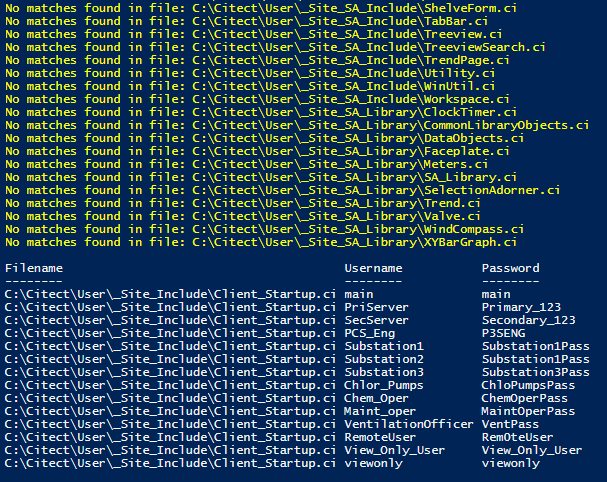 No matches found in file: C:\Citect\User\_Site_SA_Include\ShelveForm.ci
No matches found in file: C:\Citect\User\_Site_SA_Include\TabBar.ci
No matches found in file: C:\Citect\User\_Site_SA_Include\Treeview.ci
No matches found in file: C:\Citect\User\_Site_SA_Include\TreeviewSearch.ci
No matches found in file: C:\Citect\User\_Site_SA_Include\TrendPage.ci
No matches found in file: C:\Citect\User\_Site_SA_Include\Utility.ci
No matches found in file: C:\Citect\User\_Site_SA_Include\WinUtil.ci
No matches found in file: C:\Citect\User\_Site_SA_Include\Workspace.ci
No matches found in file: C:\Citect\User\_Site_SA_Library\ClockTimer.ci
No matches found in file: C:\Citect\User\_Site_SA_Library\CommonLibraryObjects.ci
No matches found in file: C:\Citect\User\_Site_SA_Library\DataObjects.ci
No matches found in file: C:\Citect\User\_Site_SA_Library\Faceplate.ci
No matches found in file: C:\Citect\User\_Site_SA_Library\Meters.ci
No matches found in file: C:\Citect\User\_Site_SA_Library\SA_Library.ci
No matches found in file: C:\Citect\User\_Site_SA_Library\SelectionAdorner.ci
No matches found in file: C:\Citect\User\_Site_SA_Library\Trend.ci
No matches found in file: C:\Citect\User\_Site_SA_Library\Valve.ci
No matches found in file: C:\Citect\User\_Site_SA_Library\WindCompass.ci
No matches found in file: C:\Citect\User\_Site_SA_Library\XYBarGraph.ci
Filename Username Password
-------- -------- --------
C:\Citect\User\_Site_Include\Client_Startup.ci main main
C:\Citect\User\_Site_Include\Client_Startup.ci PriServer Primary_123
C:\Citect\User\_Site_Include\Client_Startup.ci SecServer Secondary_123
C:\Citect\User\_Site_Include\Client_Startup.ci PCS_Eng P3SENG
C:\Citect\User\_Site_Include\Client_Startup.ci Substation1 Substation1Pass
C:\Citect\User\_Site_Include\Client_Startup.ci Substation2 Substation1Pass
C:\Citect\User\_Site_Include\Client_Startup.ci Substation3 Substation3Pass
C:\Citect\User\_Site_Include\Client_Startup.ci Chlor_Pumps ChloPumpsPass
C:\Citect\User\_Site_Include\Client_Startup.ci Chem_Oper ChemOperPass
C:\Citect\User\_Site_Include\Client_Startup.ci Maint_oper MaintOperPass
C:\Citect\User\_Site_Include\Client_Startup.ci VentilationOfficer VentPass
C:\Citect\User\_Site_Include\Client_Startup.ci RemoteUser Rem0teUser
C:\Citect\User\_Site_Include\Client_Startup.ci View_Only_User View_Only_User
C:\Citect\User\_Site_Include\Client_Startup.ci viewonly viewonly